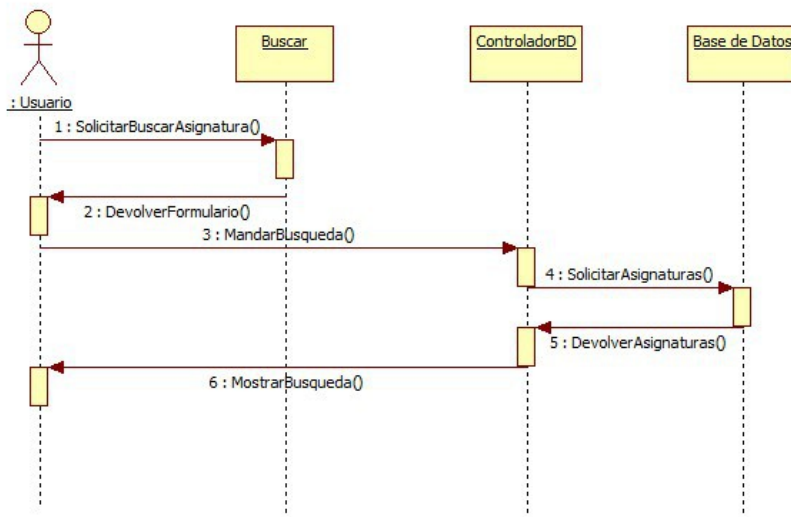 Buscar
ControladorBD
Base de Datos
: Usuario
1 : SolicitarBuscarAsignatura()
2 : DevolverFormulario()
3 : MandarBusqueda()
4 : SolicitarAsignaturas()
5 : DevolverAsignaturas()
6 : MostrarBusqueda()